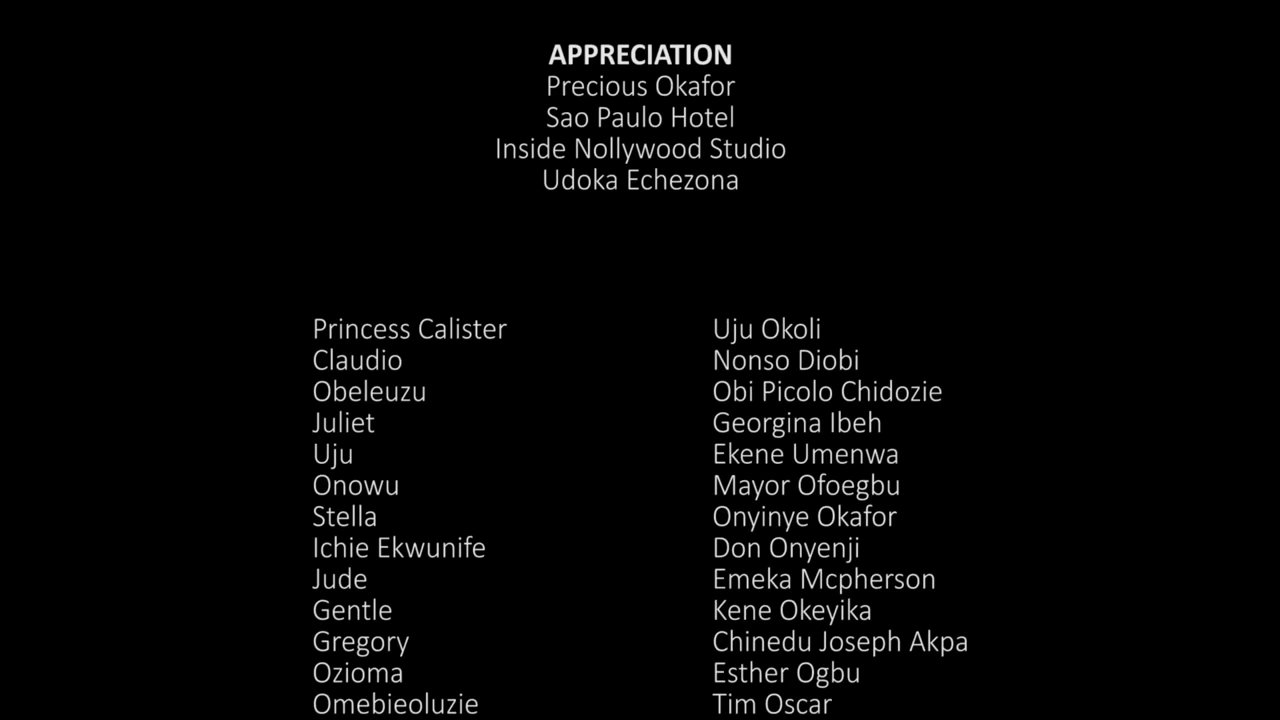 APPRECIATION
Precious Okafor
Sao Paulo Hotel
Inside Nollywood Studio
Udoka Echezona
Princess Calister Uju Okoli
Claudio Nonso Diobi
Obeleuzu Obi Picolo Chidozie
Juliet Georgina Ibeh
Uju Ekene Umenwa
Onowu Mayor Ofoegbu
Stella Onyinye Okafor
Ichie Ekwunife Don Onyenji
Jude Emeka Mcpherson
Gentle Kene Okeyika
Gregory Chinedu Joseph Akpa
Ozioma Esther Ogbu
Omebieoluzie Tim Oscar